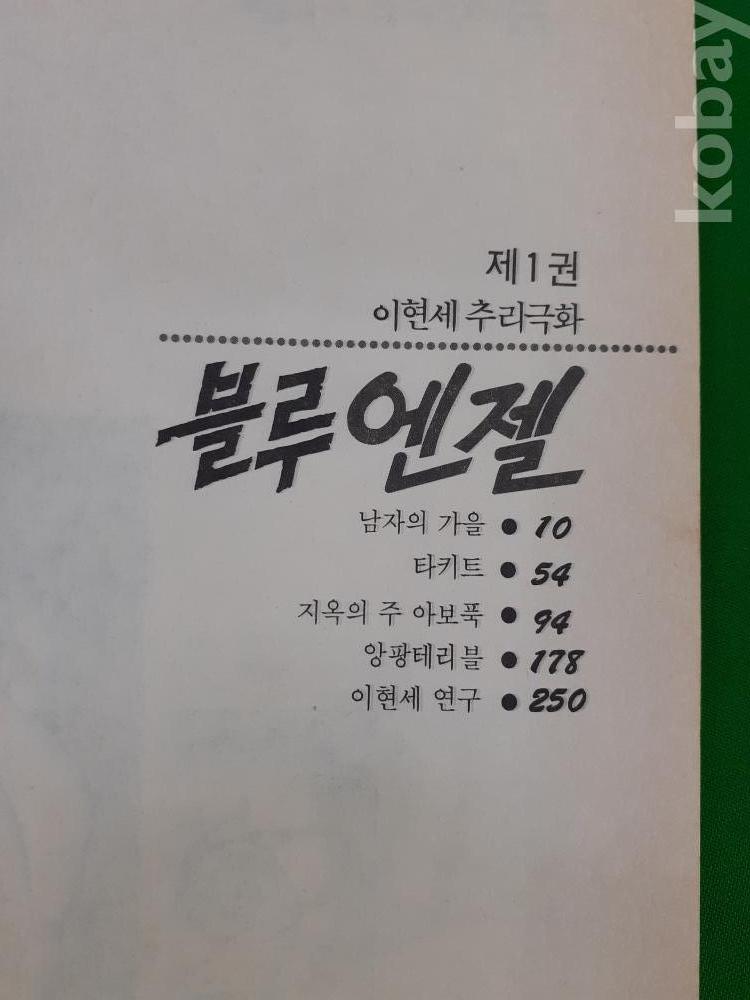 kobay
제1권
이현세 추리극화
블루엔젤
남자의 가을 ● 10
타키트 ● 54
지옥의 주 아보푹 ● 94
앙팡테리블 ● 178
이현세 연구 ● 250